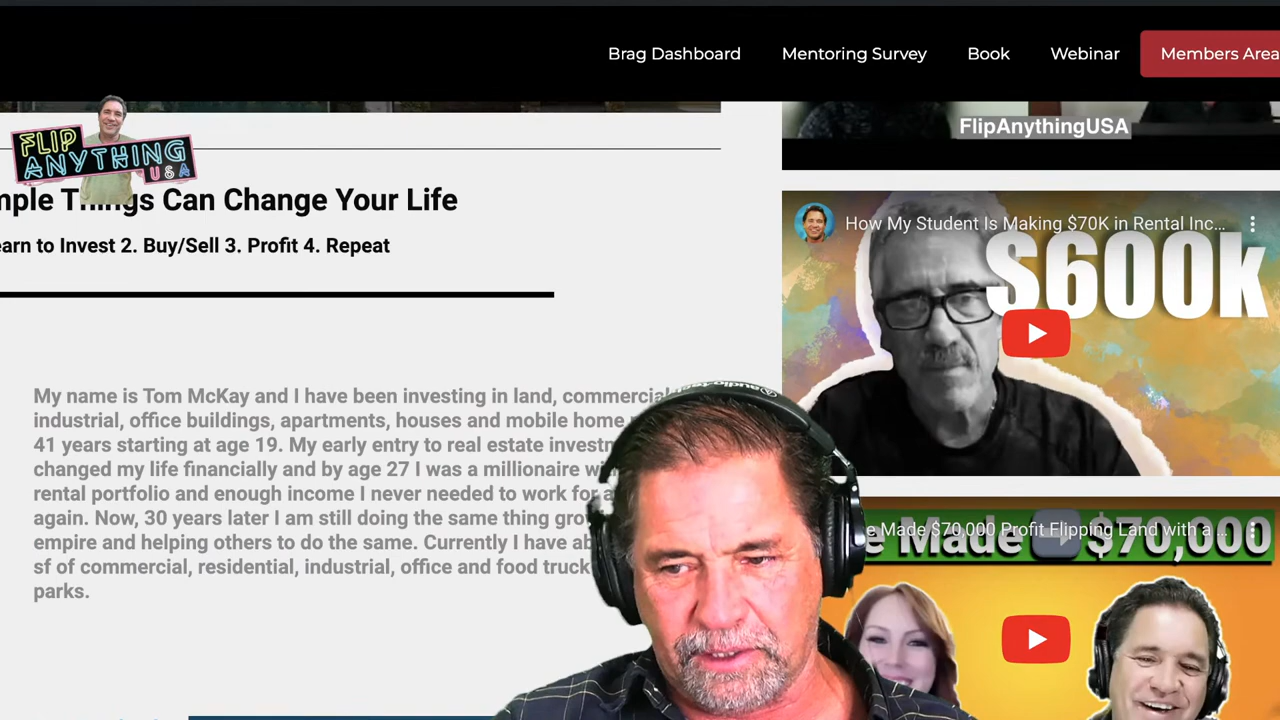 Brag Dashboard
Mentoring Survey
Book
Webinar
Members Area
FLIP
ANYTHING
USA
Things Can Change Your Life
to Invest 2. Buy/Sell 3. Profit 4. Repeat
My name is Tom McKay and I have been investing in land, commercial
industrial, office buildings, apartments, houses and mobile home
41 years starting at age 19. My early entry to real estate
changed my life financially and by age 27 I was a millionaire
rental portfolio and enough income I never needed to work for
again. Now, 30 years later I am still doing the same thing
empire and helping others to do the same. Currently I have
sf of commercial, residential, industrial, office and food truck
parks.
FlipAnythingUSA
How My Student Is Making $70K in Rental Inc...
$600k
Made $70,000 Profit Flipping Land with a ...
Made $70,000